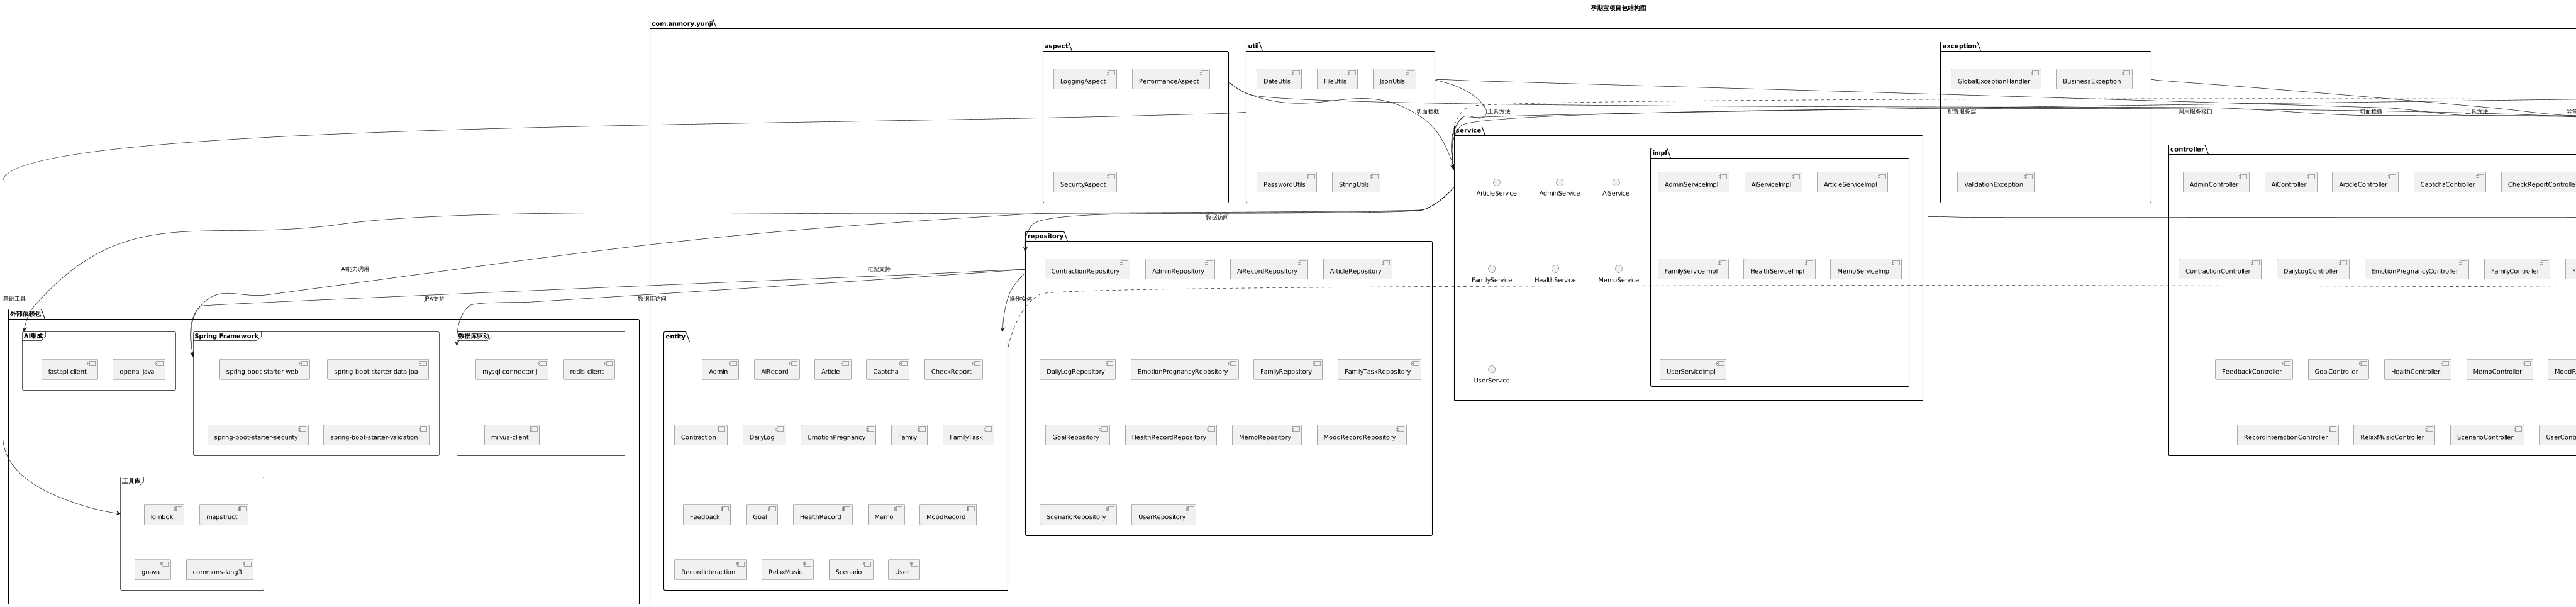 孕期宝项目包结构图
com.anmory.yunji
aspect
LoggingAspect
PerformanceAspect
SecurityAspect
util
DateUtils
FileUtils
JsonUtils
PasswordUtils
StringUtils
exception
GlobalExceptionHandler
BusinessException
ValidationException
切面拦截
工具方法
配置服务层
调用服务接口
切面拦截
工具方法
service
ArticleService
AdminService
AiService
FamilyService
HealthService
MemoService
UserService
impl
AdminServiceImpl
AiServiceImpl
ArticleServiceImpl
FamilyServiceImpl
HealthServiceImpl
MemoServiceImpl
UserServiceImpl
controller
AdminController
AiController
ArticleController
CaptchaController
CheckReportControlle
ContractionController
DailyLogController
EmotionPregnancyController
FamilyController
F
FeedbackController
GoalController
HealthController
MemoController
MoodR
RecordInteractionController
RelaxMusicController
ScenarioController
UserContr
数据访问
repository
ContractionRepository
AdminRepository
AiRecordRepository
ArticleRepository
DailyLogRepository
EmotionPregnancyRepository
FamilyRepository
FamilyTaskRepository
GoalRepository
HealthRecordRepository
MemoRepository
MoodRecordRepository
ScenarioRepository
UserRepository
AI能力调用
框架支持
基础工具
JPA支持
数据库访问
操作实体
外部依赖包
AI集成
fastapi-client
openai-java
Spring Framework
spring-boot-starter-web
spring-boot-starter-data-jpa
spring-boot-starter-security
spring-boot-starter-validation
数据库驱动
mysql-connector-j
redis-client
milvus-client
工具库
lombok
mapstruct
guava
commons-lang3
entity
Admin
AiRecord
Article
Captcha
CheckReport
Contraction
DailyLog
EmotionPregnancy
Family
FamilyTask
Feedback
Goal
HealthRecord
Memo
MoodRecord
RecordInteraction
RelaxMusic
Scenario
User